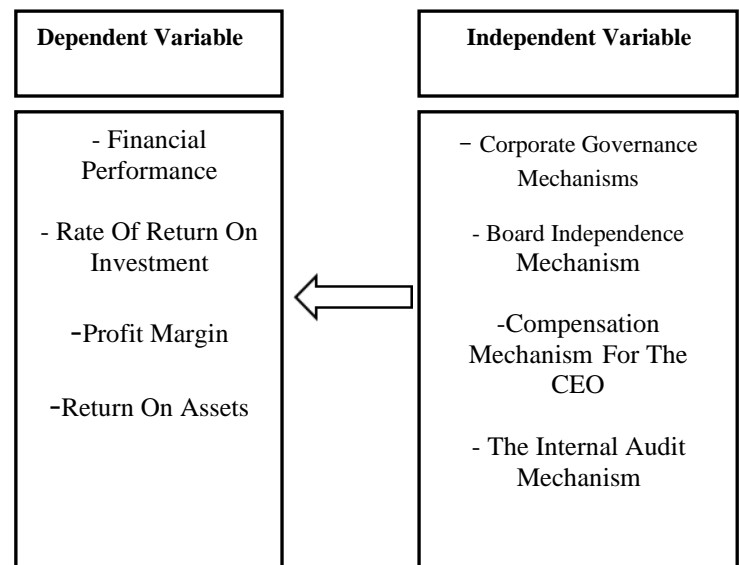 Dependent Variable
- Financial
Performance
- Rate Of Return On
Investment
-Profit Margin
-Return On Assets
Independent Variable
- Corporate Governance
Mechanisms
- Board Independence
Mechanism
-Compensation
Mechanism For The
CEO
- The Internal Audit
Mechanism